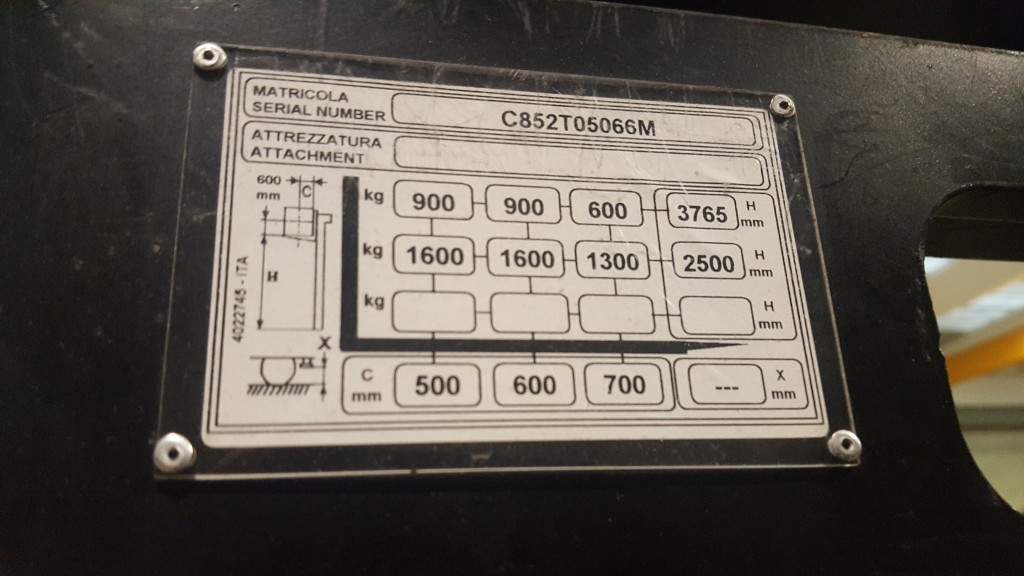 MATRICOLA
SERIAL NUMBER
C852T05066M
ATTREZZATURA
ATTACHMENT
600 mm
C
H
X
4022745 - ITA
kg 900 900 600 3765 H mm
kg 1600 1600 1300 2500 H mm
kg H mm
C mm 500 600 700 --- X mm